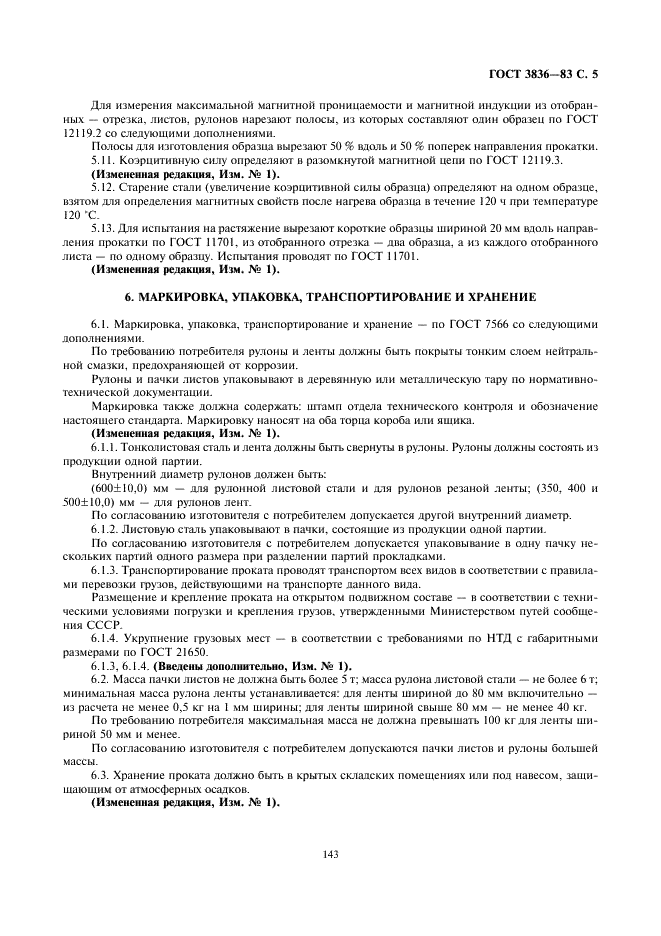 ГОСТ 3836—83 С. 5
Для измерения максимальной магнитной проницаемости и магнитной индукции из отобран-
ных — отрезка, листов, рулонов нарезают полосы, из которых составляют один образец по ГОСТ
12119.2 со следующими дополнениями.
Полосы для изготовления образца вырезают 50 % вдоль и 50 % поперек направления прокатки.
5.11. Коэрцитивную силу определяют в разомкнутой магнитной цепи по ГОСТ 12119.3.
(Измененная редакция, Изм. № 1).
5.12. Старение стали (увеличение коэрцитивной силы образца) определяют на одном образце,
взятом для определения магнитных свойств после нагрева образца в течение 120 ч при температуре
120 °С.
5.13. Для испытания на растяжение вырезают короткие образцы шириной 20 мм вдоль направ-
ления прокатки по ГОСТ 11701, из отобранного отрезка — два образца, а из каждого отобранного
листа — по одному образцу. Испытания проводят по ГОСТ 11701.
(Измененная редакция, Изм. № 1).
6. МАРКИРОВКА, УПАКОВКА, ТРАНСПОРТИРОВАНИЕ И ХРАНЕНИЕ
6.1. Маркировка, упаковка, транспортирование и хранение — по ГОСТ 7566 со следующими
дополнениями.
По требованию потребителя рулоны и ленты должны быть покрыты тонким слоем нейтраль-
ной смазки, предохраняющей от коррозии.
Рулоны и пачки листов упаковывают в деревянную или металлическую тару по нормативно-
технической документации.
Маркировка также должна содержать: штамп отдела технического контроля и обозначение
настоящего стандарта. Маркировку наносят на оба торца короба или ящика.
(Измененная редакция, Изм. № 1).
6.1.1. Тонколистовая сталь и лента должны быть свернуты в рулоны. Рулоны должны состоять из
продукции одной партии.
Внутренний диаметр рулонов должен быть:
(600±10,0) мм — для рулонной листовой стали и для рулонов резаной ленты; (350, 400 и
500±10,0) мм — для рулонов лент.
По согласованию изготовителя с потребителем допускается другой внутренний диаметр.
6.1.2. Листовую сталь упаковывают в пачки, состоящие из продукции одной партии.
По согласованию изготовителя с потребителем допускается упаковывание в одну пачку не-
скольких партий одного размера при разделении партий прокладками.
6.1.3. Транспортирование проката проводят транспортом всех видов в соответствии с правила-
ми перевозки грузов, действующими на транспорте данного вида.
Размещение и крепление проката на открытом подвижном составе — в соответствии с техни-
ческими условиями погрузки и крепления грузов, утвержденными Министерством путей сообще-
ния СССР.
6.1.4. Укрупнение грузовых мест — в соответствии с требованиями по НТД с габаритными
размерами по ГОСТ 21650.
6.1.3, 6.1.4. (Введены дополнительно, Изм. № 1).
6.2. Масса пачки листов не должна быть более 5 т; масса рулона листовой стали — не более 6 т;
минимальная масса рулона ленты устанавливается: для ленты шириной до 80 мм включительно —
из расчета не менее 0,5 кг на 1 мм ширины; для ленты шириной свыше 80 мм — не менее 40 кг.
По требованию потребителя максимальная масса не должна превышать 100 кг для ленты ши-
риной 50 мм и менее.
По согласованию изготовителя с потребителем допускаются пачки листов и рулоны большей
массы.
6.3. Хранение проката должно быть в крытых складских помещениях или под навесом, защи-
щающим от атмосферных осадков.
(Измененная редакция, Изм. № 1).
143